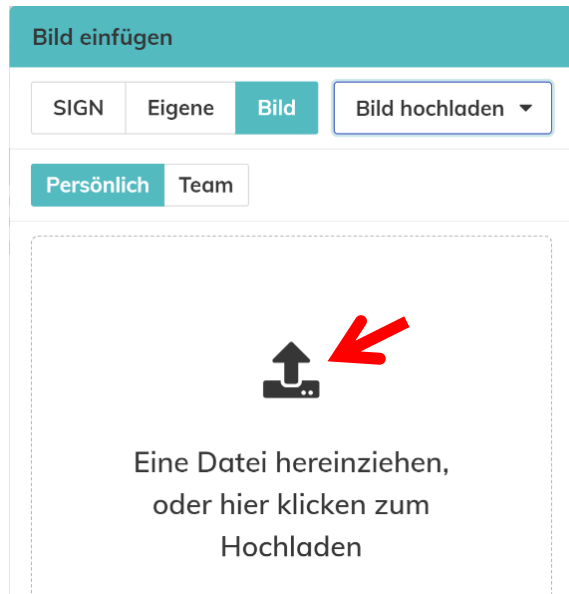 Bild einfügen
SIGN Eigene Bild Bild hochladen
Persönlich Team
Eine Datei hereinziehen,
oder hier klicken zum
Hochladen